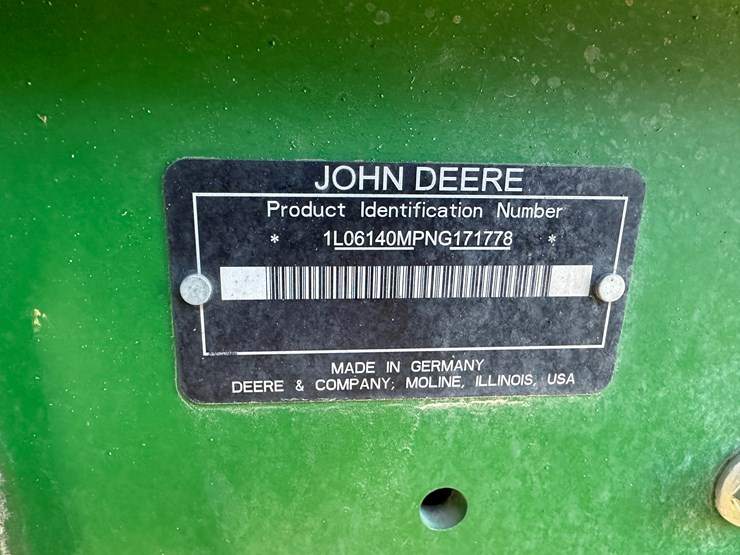 JOHN DEERE
Product Identification Number
* 1L06140MPNG171778 *
MADE IN GERMANY
DEERE & COMPANY, MOLINE, ILLINOIS, USA